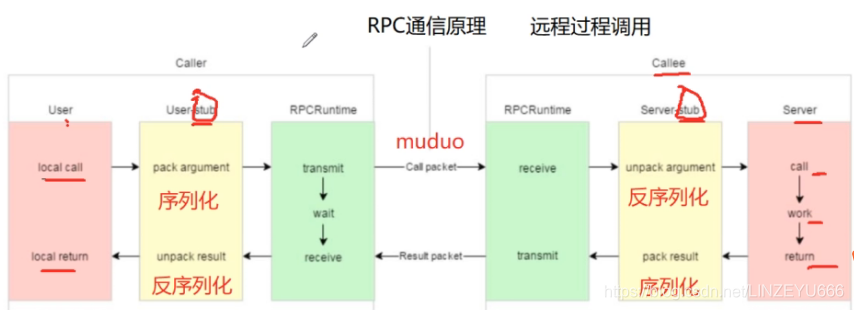 RPC通信原理 远程过程调用
Caller
Callee
User
User-stub
RPCRuntime
RPCRuntime
Server-stub
Server
muduo
local call
pack argument
transmit
Call packet
receive
unpack argument
call
序列化
反序列化
wait
work
local return
unpack result
receive
Result packet
transmit
pack result
return
反序列化
序列化
https://blog.csdn.net/LINZEYU666